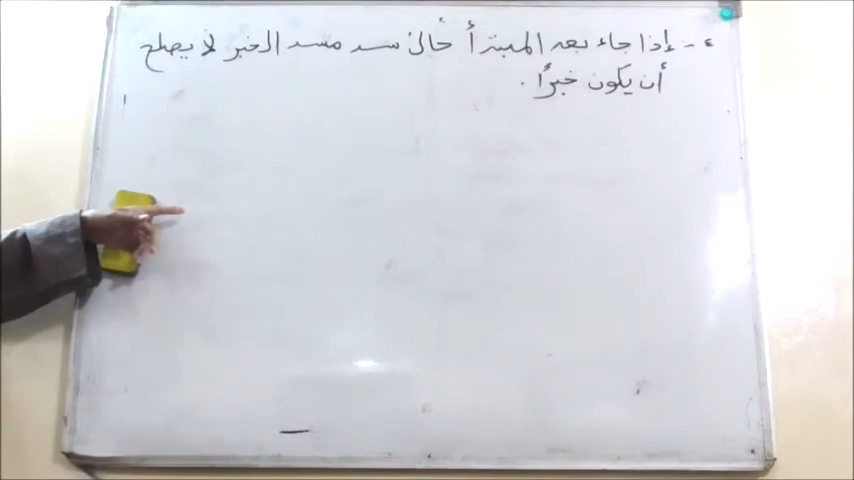 ٤ - إذا جاء بعد المبتدأ حالٌ سد مسد الخبر لا يصلح
أن يكون خبرًا .